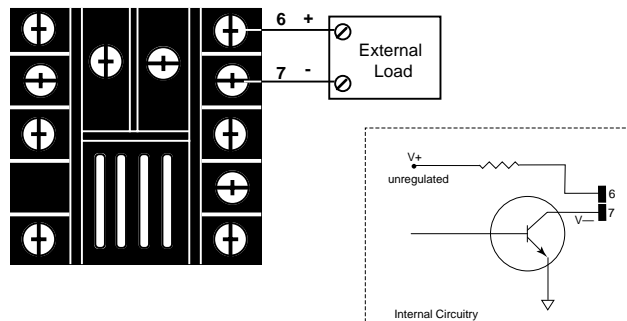 6 +
7 -
External
Load
V+
unregulated
6
7
V—
Internal Circuitry